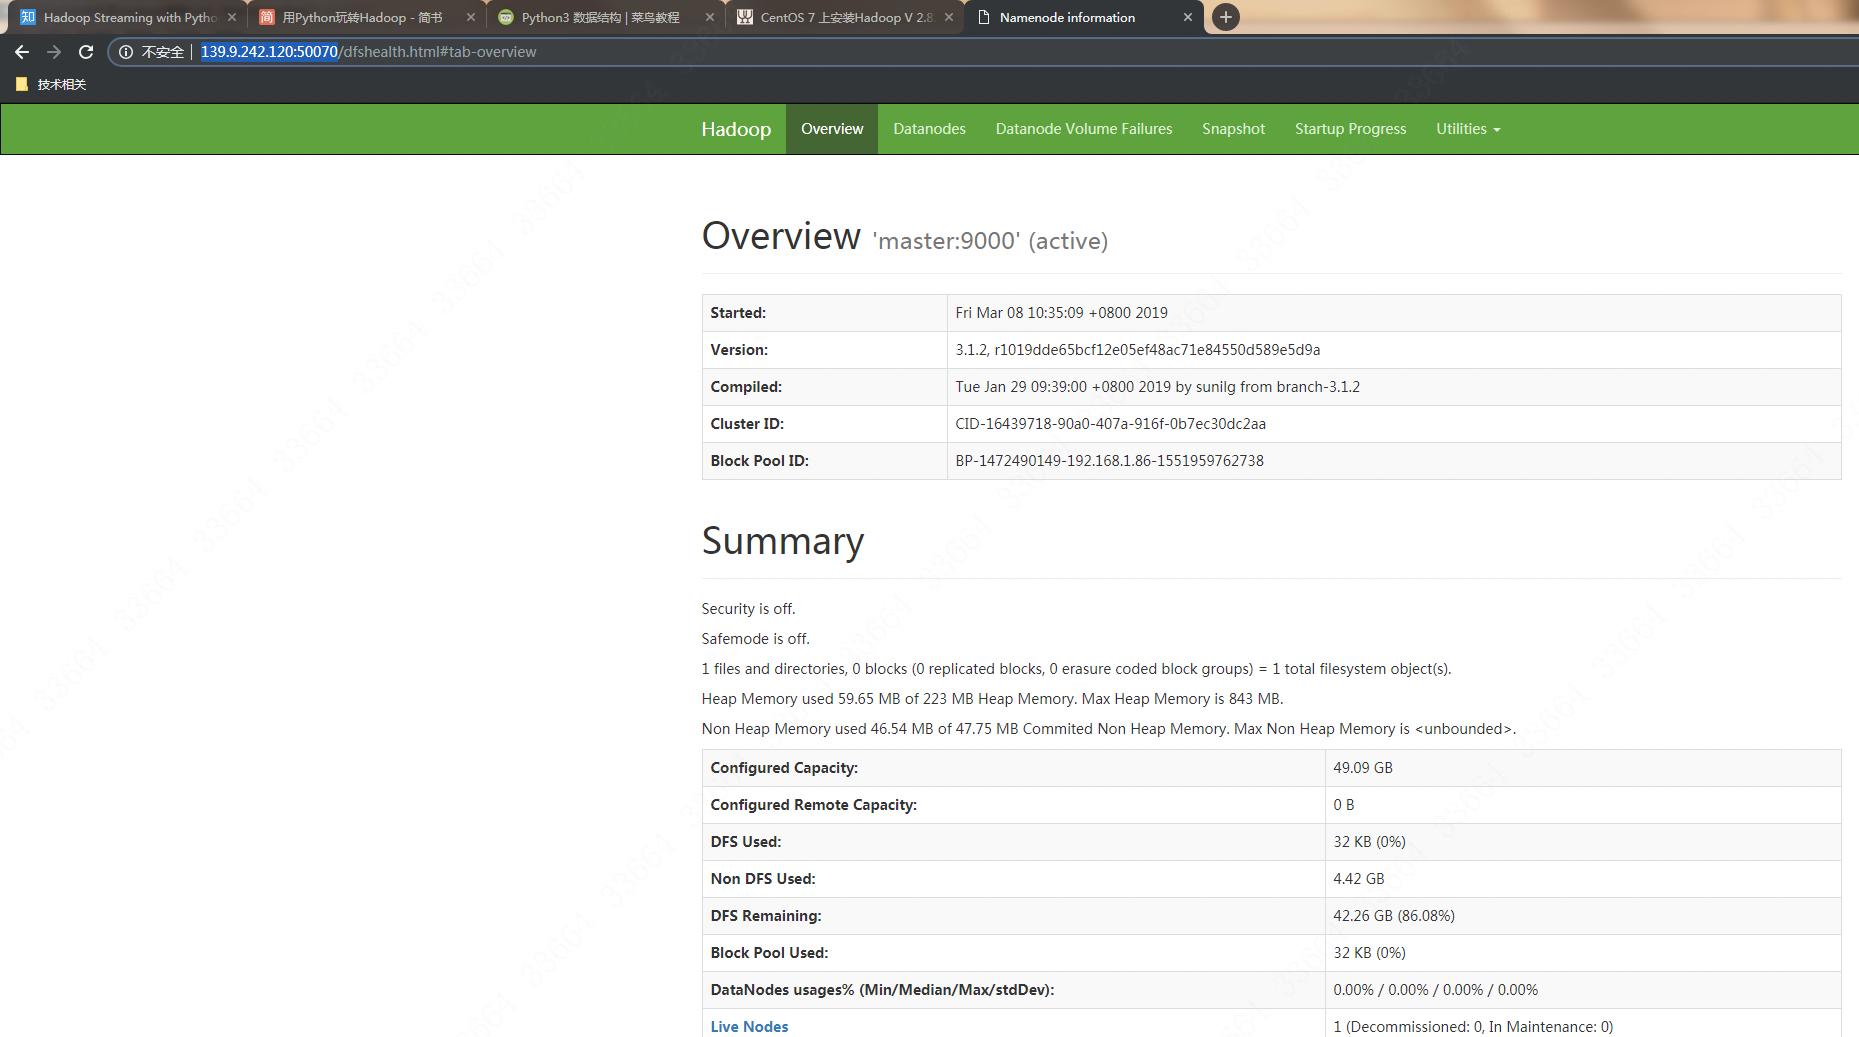 知 Hadoop Streaming with Pytho
简 用Python玩转Hadoop - 简书
Python3 数据结构 | 菜鸟教程
CentOS 7 上安装Hadoop V 2.8.
Namenode information
不安全 | 139.9.242.120:50070/dfshealth.html#tab-overview
技术相关
Hadoop Overview Datanodes Datanode Volume Failures Snapshot Startup Progress Utilities
Overview 'master:9000' (active)
Started: Fri Mar 08 10:35:09 +0800 2019
Version: 3.1.2, r1019dde65bcf12e05ef48ac71e84550d589e5d9a
Compiled: Tue Jan 29 09:39:00 +0800 2019 by sunilg from branch-3.1.2
Cluster ID: CID-16439718-90a0-407a-916f-0b7ec30dc2aa
Block Pool ID: BP-1472490149-192.168.1.86-1551959762738
Summary
Security is off.
Safemode is off.
1 files and directories, 0 blocks (0 replicated blocks, 0 erasure coded block groups) = 1 total filesystem object(s).
Heap Memory used 59.65 MB of 223 MB Heap Memory. Max Heap Memory is 843 MB.
Non Heap Memory used 46.54 MB of 47.75 MB Commited Non Heap Memory. Max Non Heap Memory is <unbounded>.
Configured Capacity: 49.09 GB
Configured Remote Capacity: 0 B
DFS Used: 32 KB (0%)
Non DFS Used: 4.42 GB
DFS Remaining: 42.26 GB (86.08%)
Block Pool Used: 32 KB (0%)
DataNodes usages% (Min/Median/Max/stdDev): 0.00% / 0.00% / 0.00% / 0.00%
Live Nodes 1 (Decommissioned: 0, In Maintenance: 0)
33664